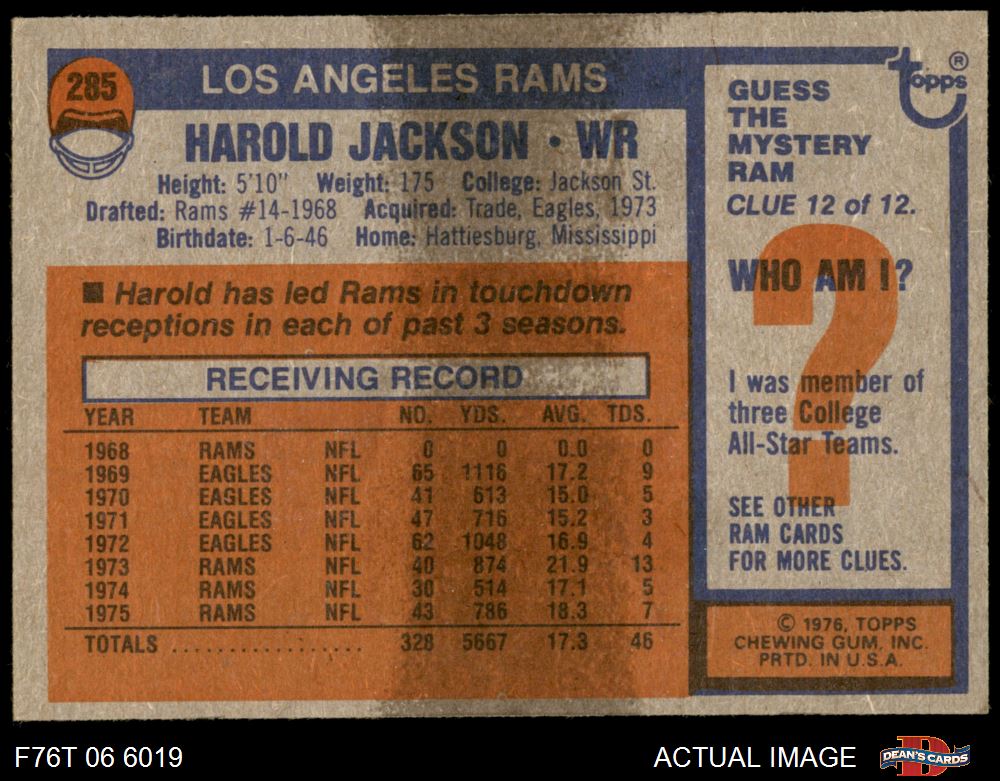 285
LOS ANGELES RAMS
HAROLD JACKSON • WR
Height: 5'10" Weight: 175 College: Jackson St.
Drafted: Rams #14-1968 Acquired: Trade, Eagles, 1973
Birthdate: 1-6-46 Home: Hattiesburg, Mississippi
■ Harold has led Rams in touchdown
receptions in each of past 3 seasons.
RECEIVING RECORD
YEAR TEAM NO. YDS. AVG. TDS.
1968 RAMS NFL 0 0 0.0 0
1969 EAGLES NFL 65 1116 17.2 9
1970 EAGLES NFL 41 613 15.0 5
1971 EAGLES NFL 47 716 15.2 3
1972 EAGLES NFL 62 1048 16.9 4
1973 RAMS NFL 40 874 21.9 13
1974 RAMS NFL 30 514 17.1 5
1975 RAMS NFL 43 786 18.3 7
TOTALS .................. 328 5667 17.3 46
topps ®
GUESS
THE
MYSTERY
RAM
CLUE 12 of 12.
WHO AM I?
?
I was member of
three College
All-Star Teams.
SEE OTHER
RAM CARDS
FOR MORE CLUES.
© 1976, TOPPS
CHEWING GUM, INC.
PRTD. IN U.S.A.
F76T 06 6019
ACTUAL IMAGE
D
DEAN'S CARDS